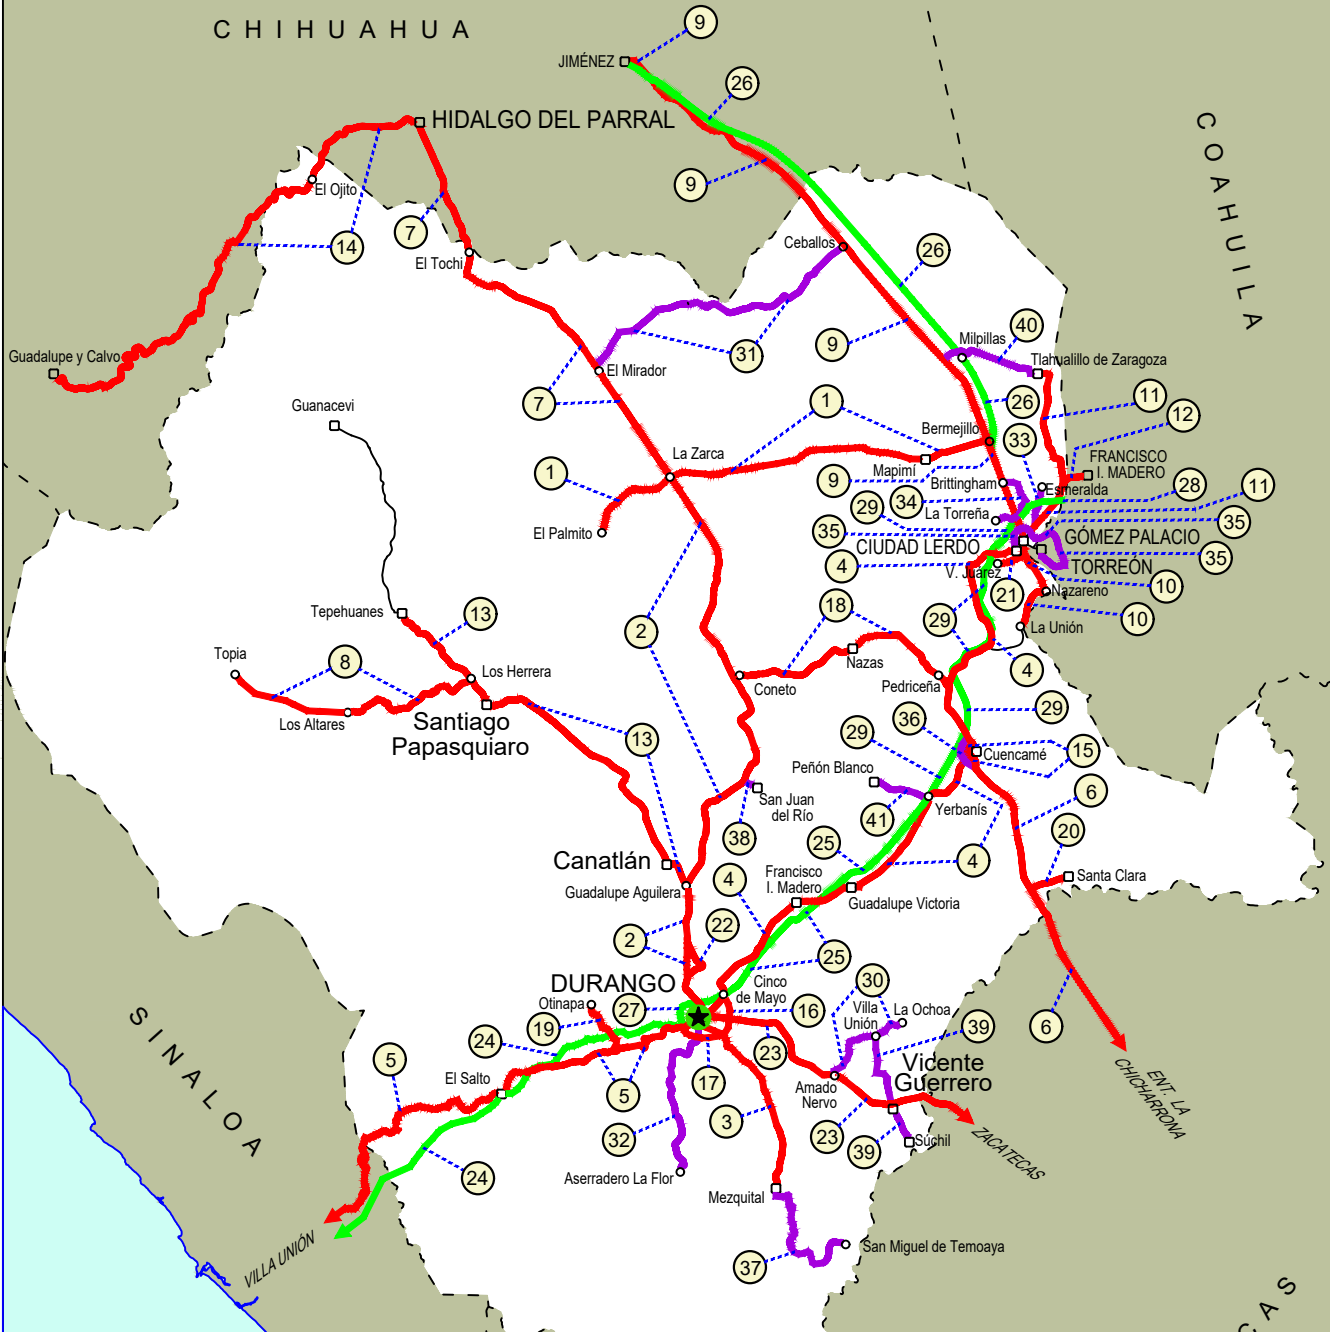 CHIHUAHUA
9
JIMÉNEZ
26
HIDALGO DEL PARRAL
COAHUILA
El Ojito
9
14
7
El Tochi
Ceballos
26
40
Milpillas
9
31
Tlahualillo de Zaragoza
Guadalupe y Calvo
El Mirador
7
1
26
11
Guanacevi
12
Bermejillo
33
La Zarca
FRANCISCO
I. MADERO
1
Mapimí
9
Brittingham
Esmeralda
28
11
34
29
La Torreña
35
35
El Palmito
GÓMEZ PALACIO
CIUDAD LERDO
35
4
V. Juárez
TORREÓN
10
21
Nazareno
18
Tepehuanes
13
10
2
29
La Unión
Topia
8
Nazas
Los Herrera
4
Coneto
Pedriceña
29
Los Altares
Santiago
Papasquiaro
36
13
29
15
Cuencamé
Peñón Blanco
6
San Juan
del Río
41
Yerbanís
20
38
25
Canatlán
4
4
Francisco
I. Madero
Santa Clara
Guadalupe Aguilera
Guadalupe Victoria
22
2
25
DURANGO
Cinco
de Mayo
30
Otinapa
27
16
La Ochoa
Villa
Unión
19
39
6
SINALOA
24
23
5
Vicente
Guerrero
El Salto
17
5
Amado
Nervo
ENT. LA
CHICHARRONA
3
32
23
Súchil
39
ZACATECAS
24
Aserradero La Flor
Mezquital
San Miguel de Temoaya
VILLA UNIÓN
37
CAS